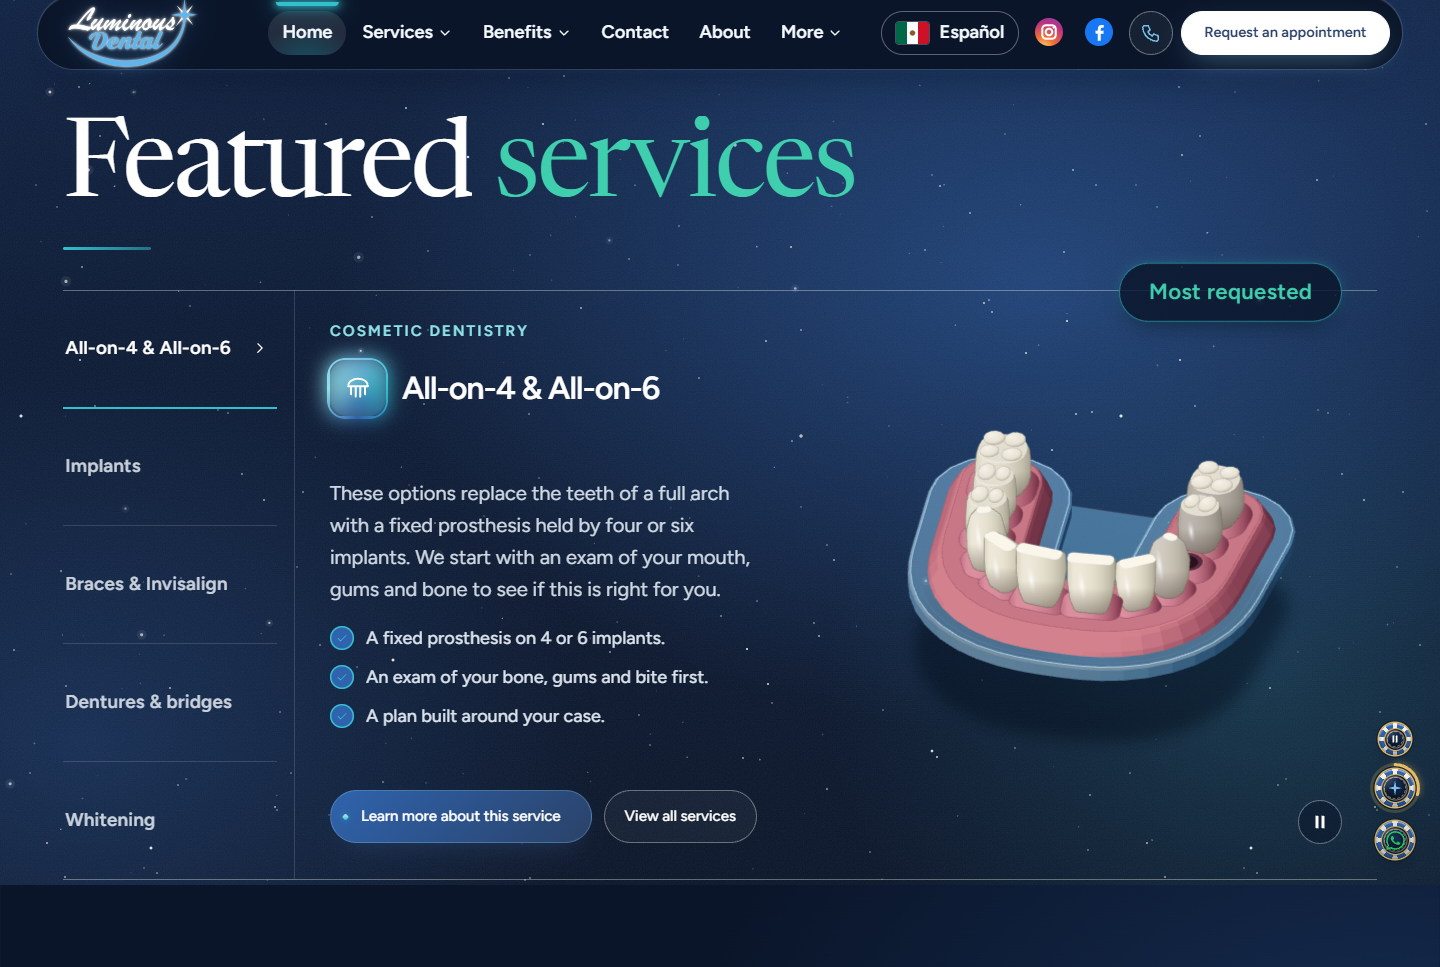 Luminous
Dental
Home
Services
Benefits
Contact
About
More
Español
Request an appointment
Featured services
Most requested
All-on-4 & All-on-6
Implants
Braces & Invisalign
Dentures & bridges
Whitening
COSMETIC DENTISTRY
All-on-4 & All-on-6
These options replace the teeth of a full arch
with a fixed prosthesis held by four or six
implants. We start with an exam of your mouth,
gums and bone to see if this is right for you.
A fixed prosthesis on 4 or 6 implants.
An exam of your bone, gums and bite first.
A plan built around your case.
Learn more about this service
View all services